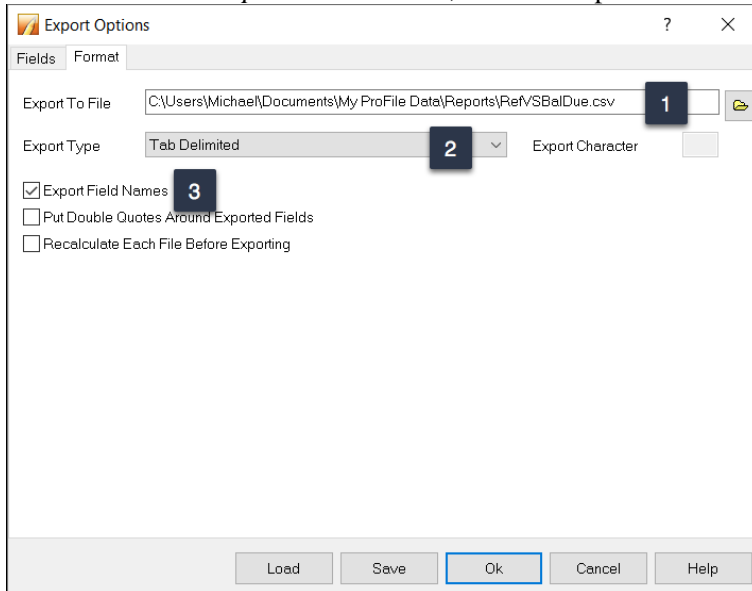 Export Options ? ×
Fields Format
Export To File C:\Users\Michael\Documents\My ProFile Data\Reports\RefVSBalDue.csv 1
Export Type Tab Delimited 2 Export Character
Export Field Names 3
Put Double Quotes Around Exported Fields
Recalculate Each File Before Exporting
Load Save Ok Cancel Help